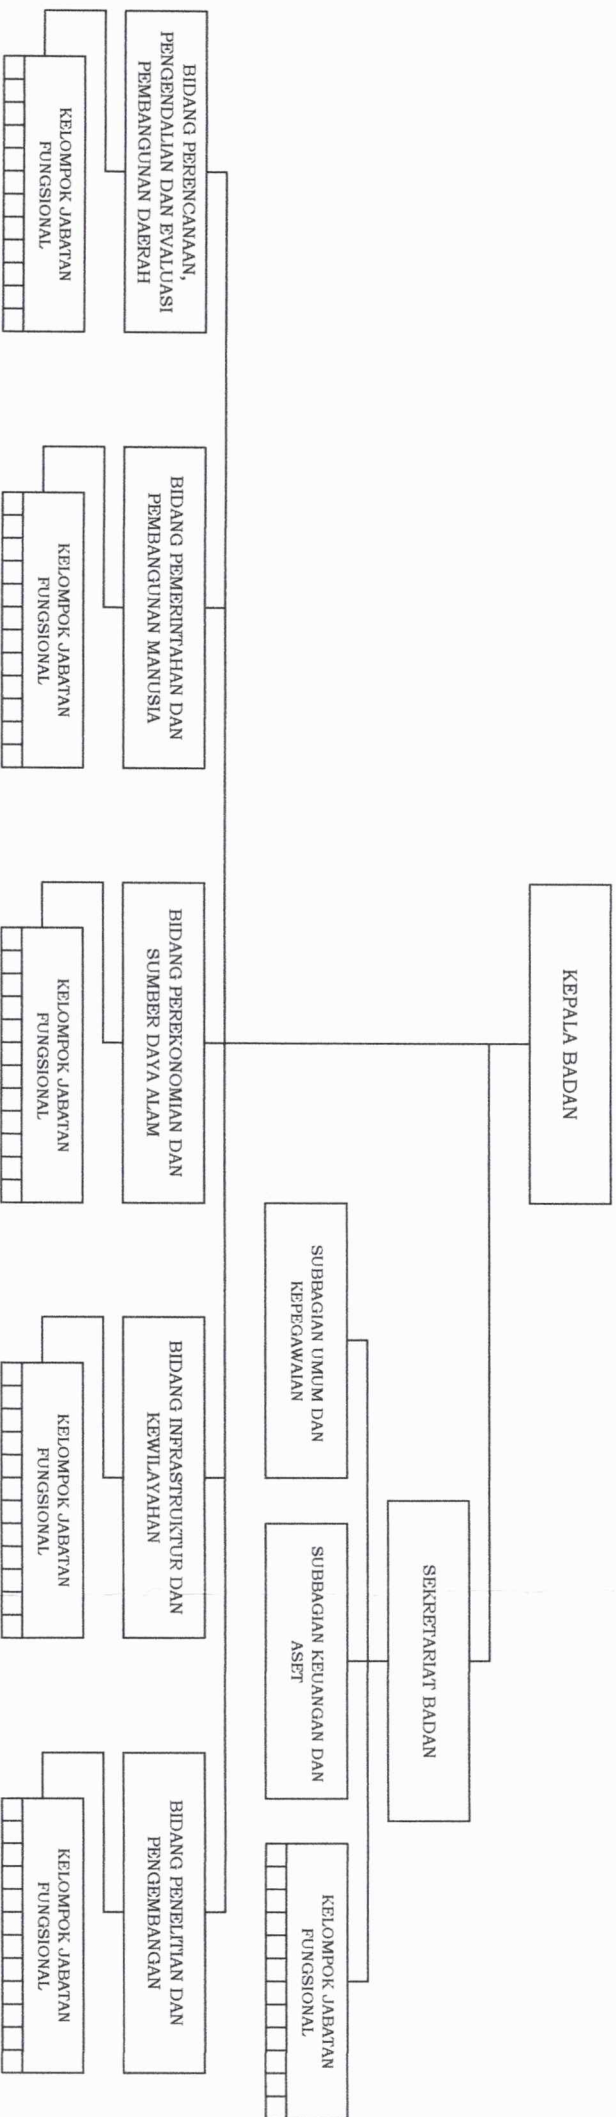 KEPALA BADAN
SEKRETARIAT BADAN
SUBBAGIAN UMUM DAN
KEPEGAWAIAN
SUBBAGIAN KEUANGAN DAN
ASET
KELOMPOK JABATAN
FUNGSIONAL
BIDANG PERENCANAAN,
PENGENDALIAN DAN EVALUASI
PEMBANGUNAN DAERAH
BIDANG PEMERINTAHAN DAN
PEMBANGUNAN MANUSIA
BIDANG PEREKONOMIAN DAN
SUMBER DAYA ALAM
BIDANG INFRASTRUKTUR DAN
KEWILAYAHAN
BIDANG PENELITIAN DAN
PENGEMBANGAN
KELOMPOK JABATAN
FUNGSIONAL
KELOMPOK JABATAN
FUNGSIONAL
KELOMPOK JABATAN
FUNGSIONAL
KELOMPOK JABATAN
FUNGSIONAL
KELOMPOK JABATAN
FUNGSIONAL